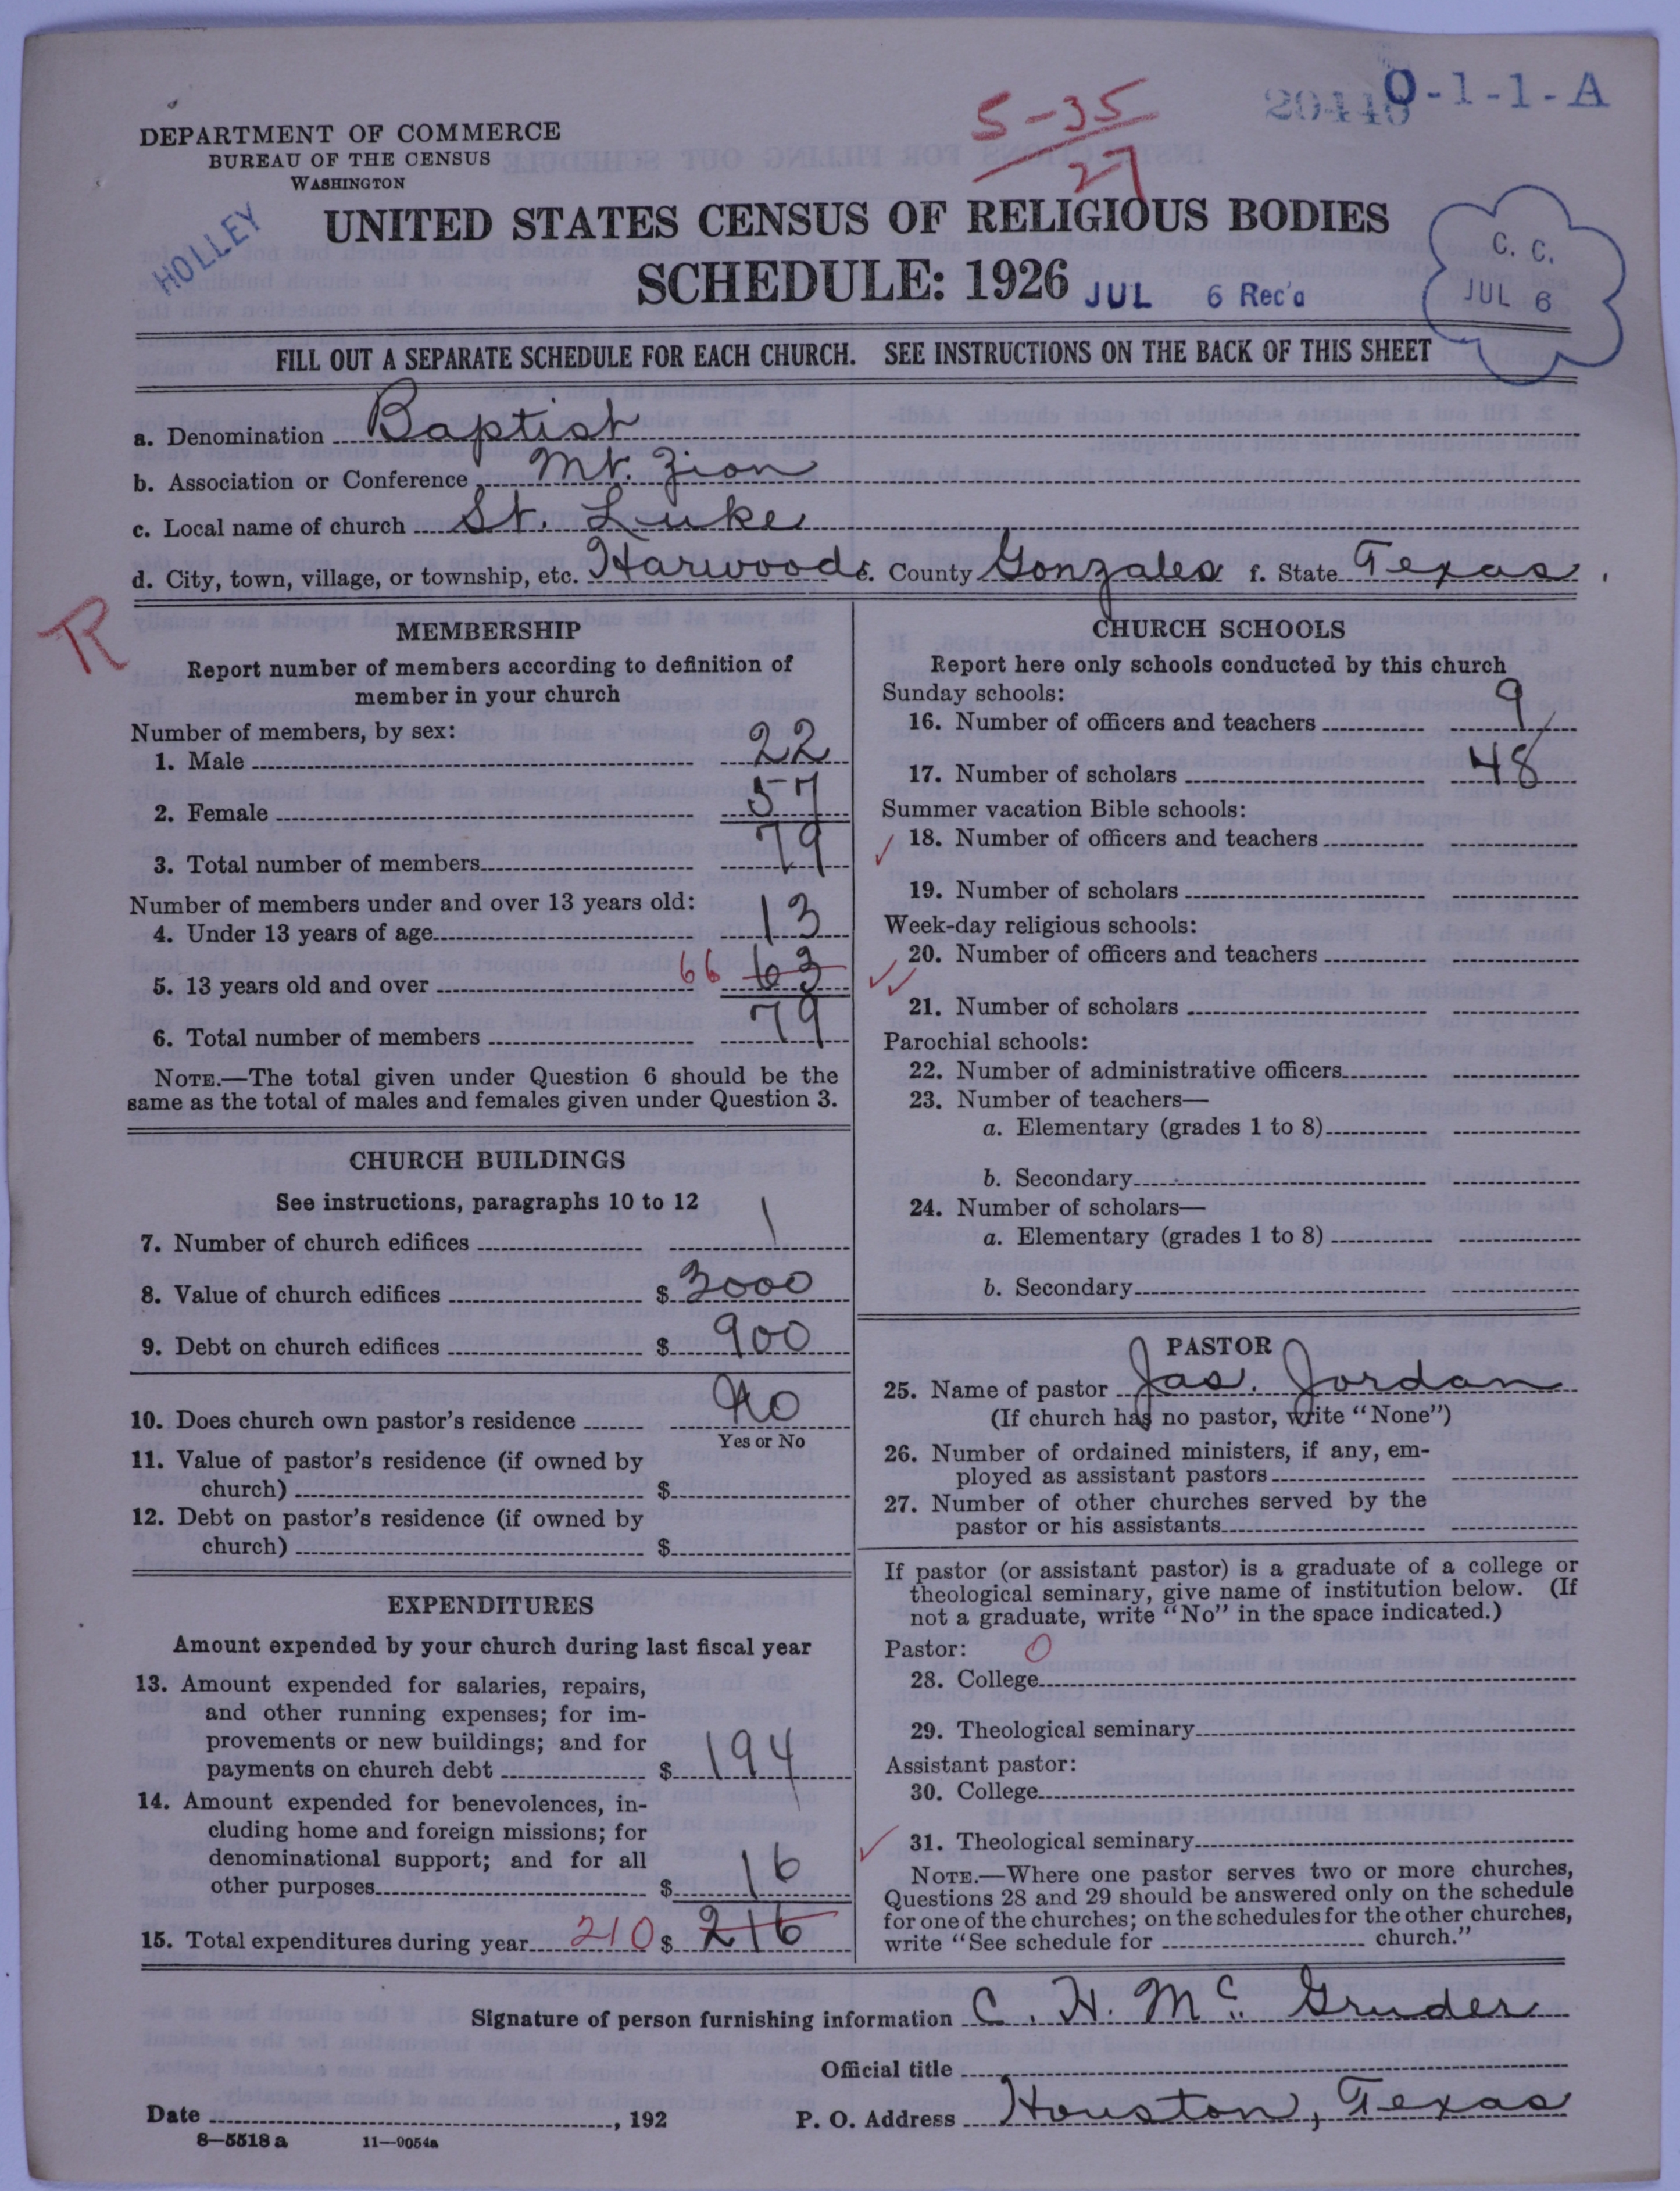 0-1-1-A
20440
5-35
27
DEPARTMENT OF COMMERCE
BUREAU OF THE CENSUS
WASHINGTON
HOLLEY
UNITED STATES CENSUS OF RELIGIOUS BODIES
SCHEDULE: 1926
JUL 6 Rec'd
C. C.
JUL 6
FILL OUT A SEPARATE SCHEDULE FOR EACH CHURCH. SEE INSTRUCTIONS ON THE BACK OF THIS SHEET
a. Denomination Baptist
b. Association or Conference Mt. Zion
c. Local name of church St. Luke
d. City, town, village, or township, etc. Harwood e. County Gonzales f. State Texas
R
MEMBERSHIP
Report number of members according to definition of
member in your church
Number of members, by sex:
1. Male 22
2. Female 57
3. Total number of members 79
Number of members under and over 13 years old:
4. Under 13 years of age 13
5. 13 years old and over 66 63
6. Total number of members 79
NOTE.—The total given under Question 6 should be the
same as the total of males and females given under Question 3.
CHURCH BUILDINGS
See instructions, paragraphs 10 to 12
7. Number of church edifices 1
8. Value of church edifices $ 3000
9. Debt on church edifices $ 900
10. Does church own pastor's residence No
Yes or No
11. Value of pastor's residence (if owned by
church) $
12. Debt on pastor's residence (if owned by
church) $
EXPENDITURES
Amount expended by your church during last fiscal year
13. Amount expended for salaries, repairs,
and other running expenses; for im-
provements or new buildings; and for
payments on church debt $ 194
14. Amount expended for benevolences, in-
cluding home and foreign missions; for
denominational support; and for all
other purposes $ 16
15. Total expenditures during year 210 $ 216
CHURCH SCHOOLS
Report here only schools conducted by this church
Sunday schools:
16. Number of officers and teachers 9
17. Number of scholars 48
Summer vacation Bible schools:
18. Number of officers and teachers
19. Number of scholars
Week-day religious schools:
20. Number of officers and teachers
21. Number of scholars
Parochial schools:
22. Number of administrative officers
23. Number of teachers—
a. Elementary (grades 1 to 8)
b. Secondary
24. Number of scholars—
a. Elementary (grades 1 to 8)
b. Secondary
PASTOR
25. Name of pastor Jas. Jordan
(If church has no pastor, write "None")
26. Number of ordained ministers, if any, em-
ployed as assistant pastors
27. Number of other churches served by the
pastor or his assistants
If pastor (or assistant pastor) is a graduate of a college or
theological seminary, give name of institution below. (If
not a graduate, write "No" in the space indicated.)
Pastor: 0
28. College
29. Theological seminary
Assistant pastor:
30. College
31. Theological seminary
NOTE.—Where one pastor serves two or more churches,
Questions 28 and 29 should be answered only on the schedule
for one of the churches; on the schedules for the other churches,
write "See schedule for church."
Signature of person furnishing information C. H. McGruder
Official title
Date , 192
P. O. Address Houston, Texas
8—5518 a 11—9054a